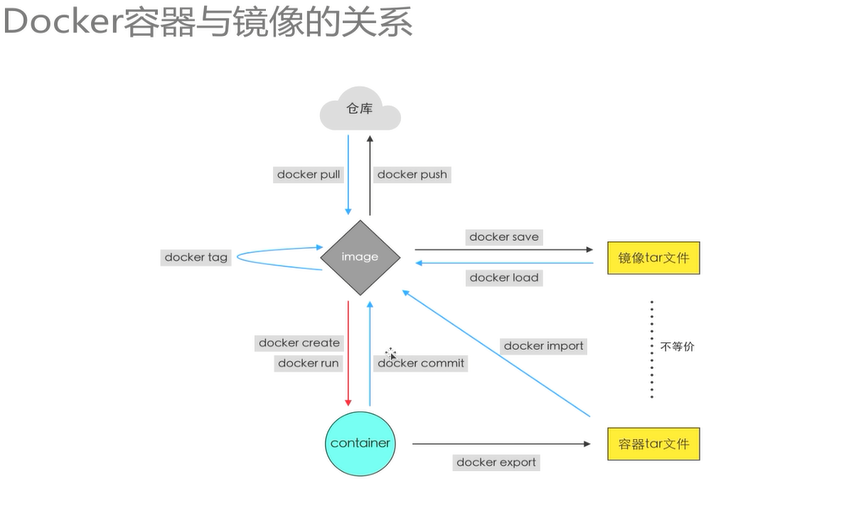 Docker容器与镜像的关系
仓库
docker pull
docker push
docker tag
image
docker save
docker load
镜像tar文件
docker create
docker run
docker commit
docker import
不等价
container
docker export
容器tar文件